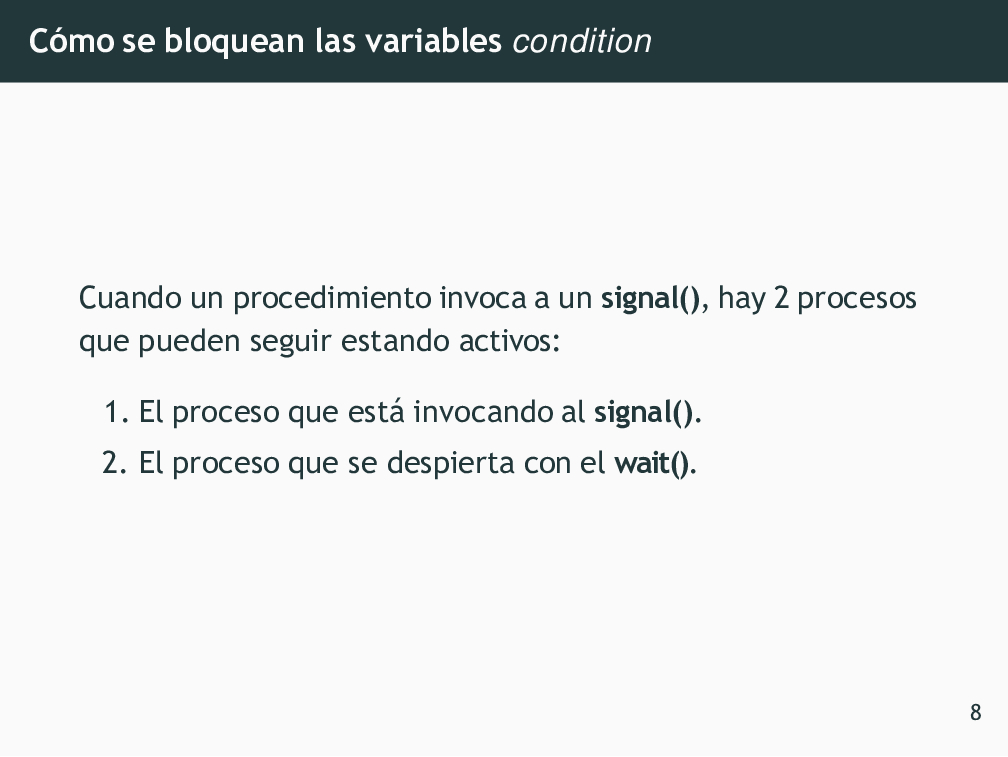 Cómo se bloquean las variables condition
Cuando un procedimiento invoca a un signal(), hay 2 procesos
que pueden seguir estando activos:
1. El proceso que está invocando al signal().
2. El proceso que se despierta con el wait().
8